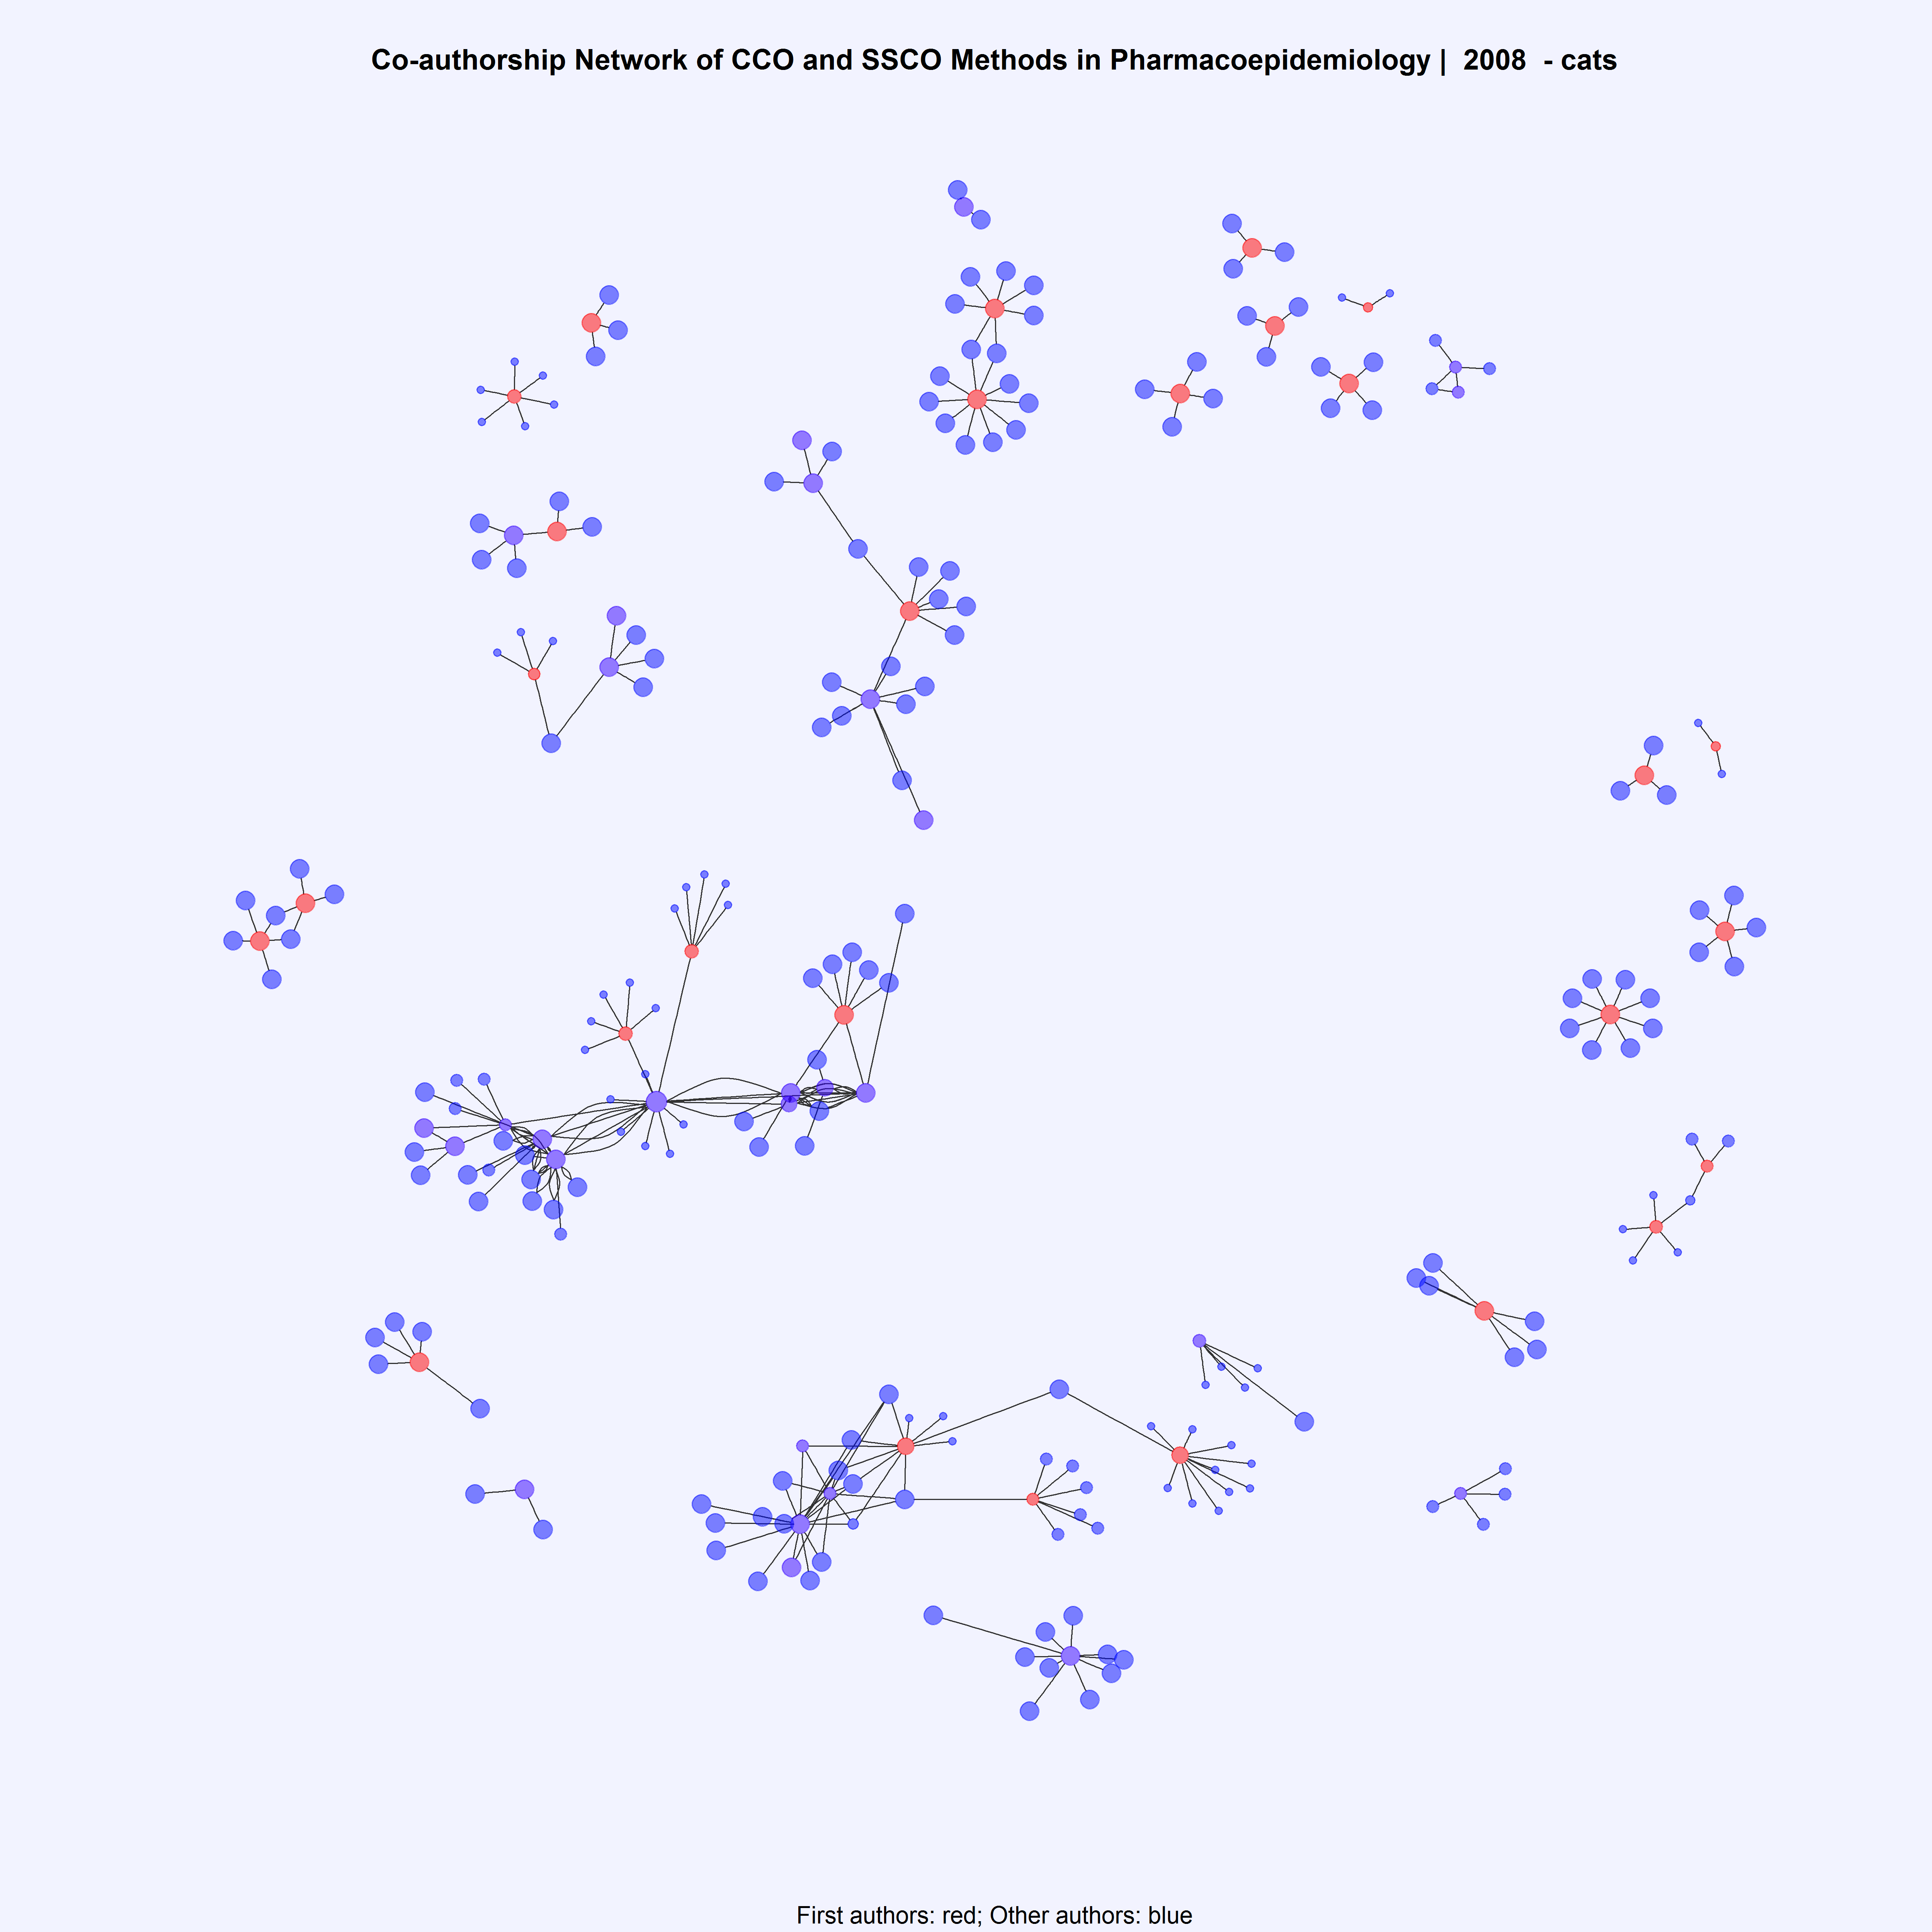 Co-authorship Network of CCO and SSCO Methods in Pharmacoepidemiology | 2008 - cats
First authors: red; Other authors: blue